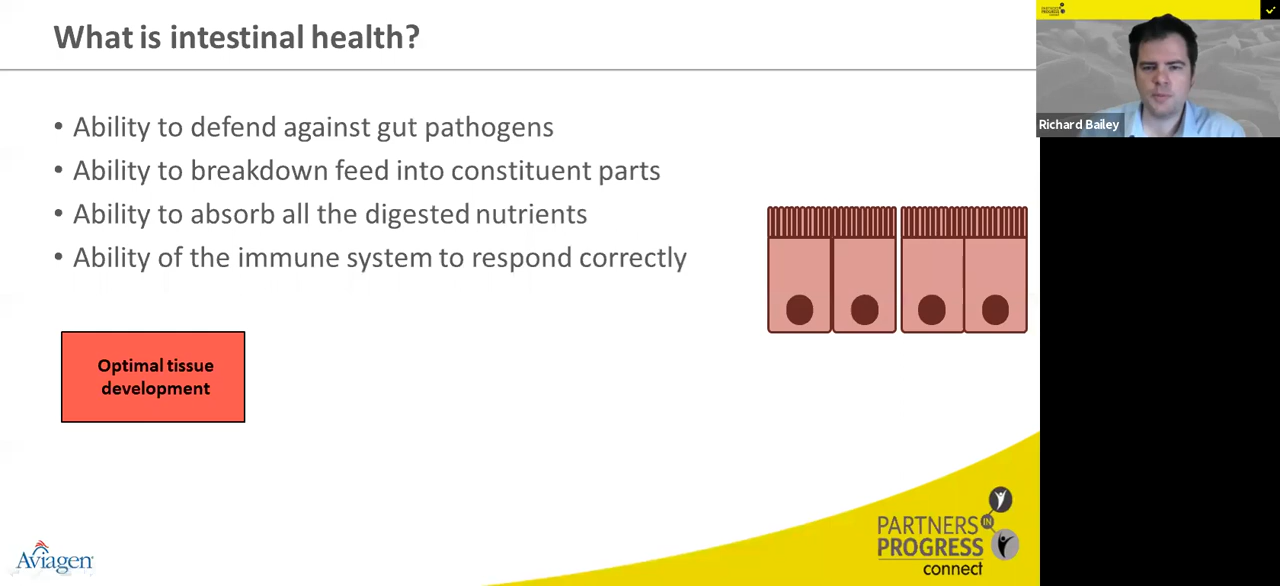 What is intestinal health?
• Ability to defend against gut pathogens
• Ability to breakdown feed into constituent parts
• Ability to absorb all the digested nutrients
• Ability of the immune system to respond correctly
Optimal tissue
development
Richard Bailey
Aviagen
PARTNERS
IN
PROGRESS
connect